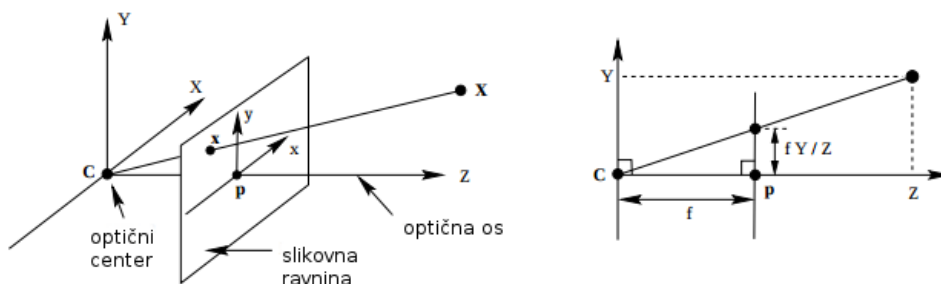 Y
X
x
y
x
X
C
p
Z
optični
center
slikovna
ravnina
optična os
Y
f Y / Z
C
p
Z
f